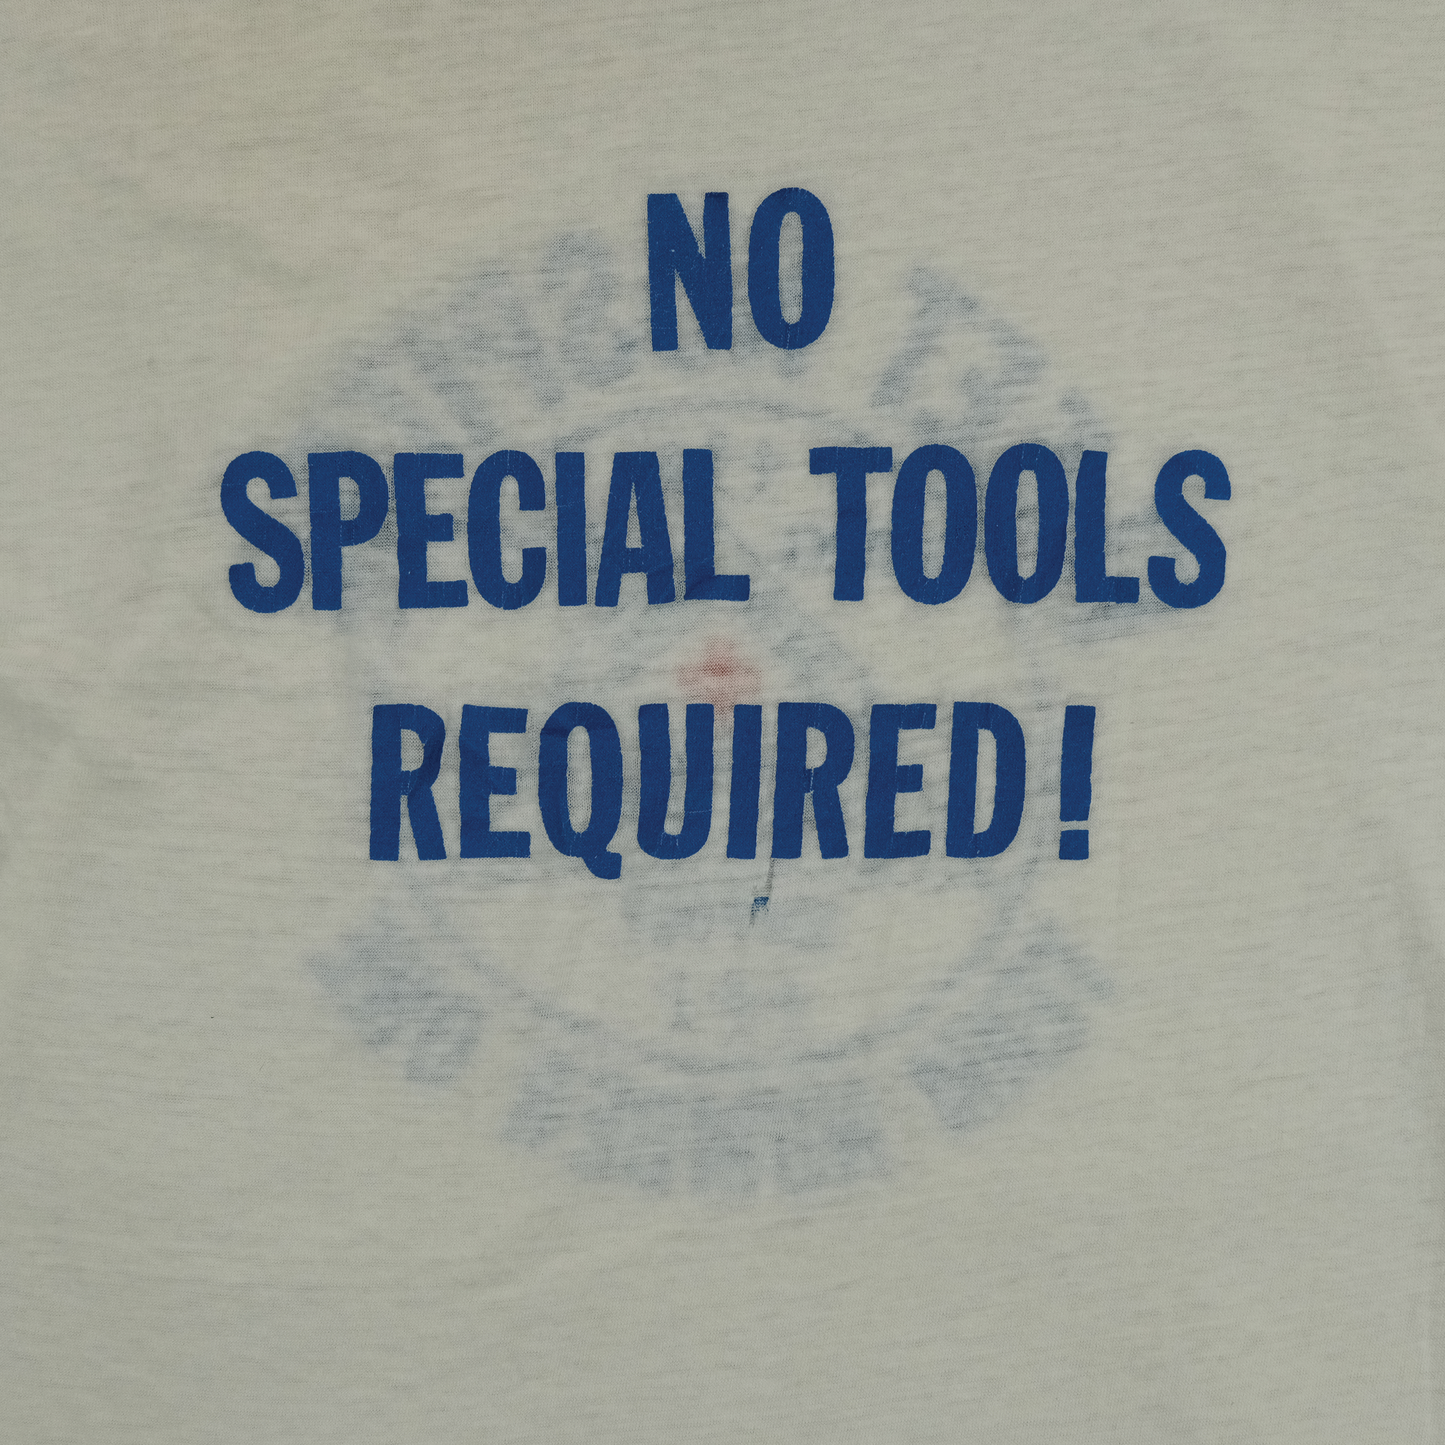 NO
SPECIAL TOOLS
REQUIRED!